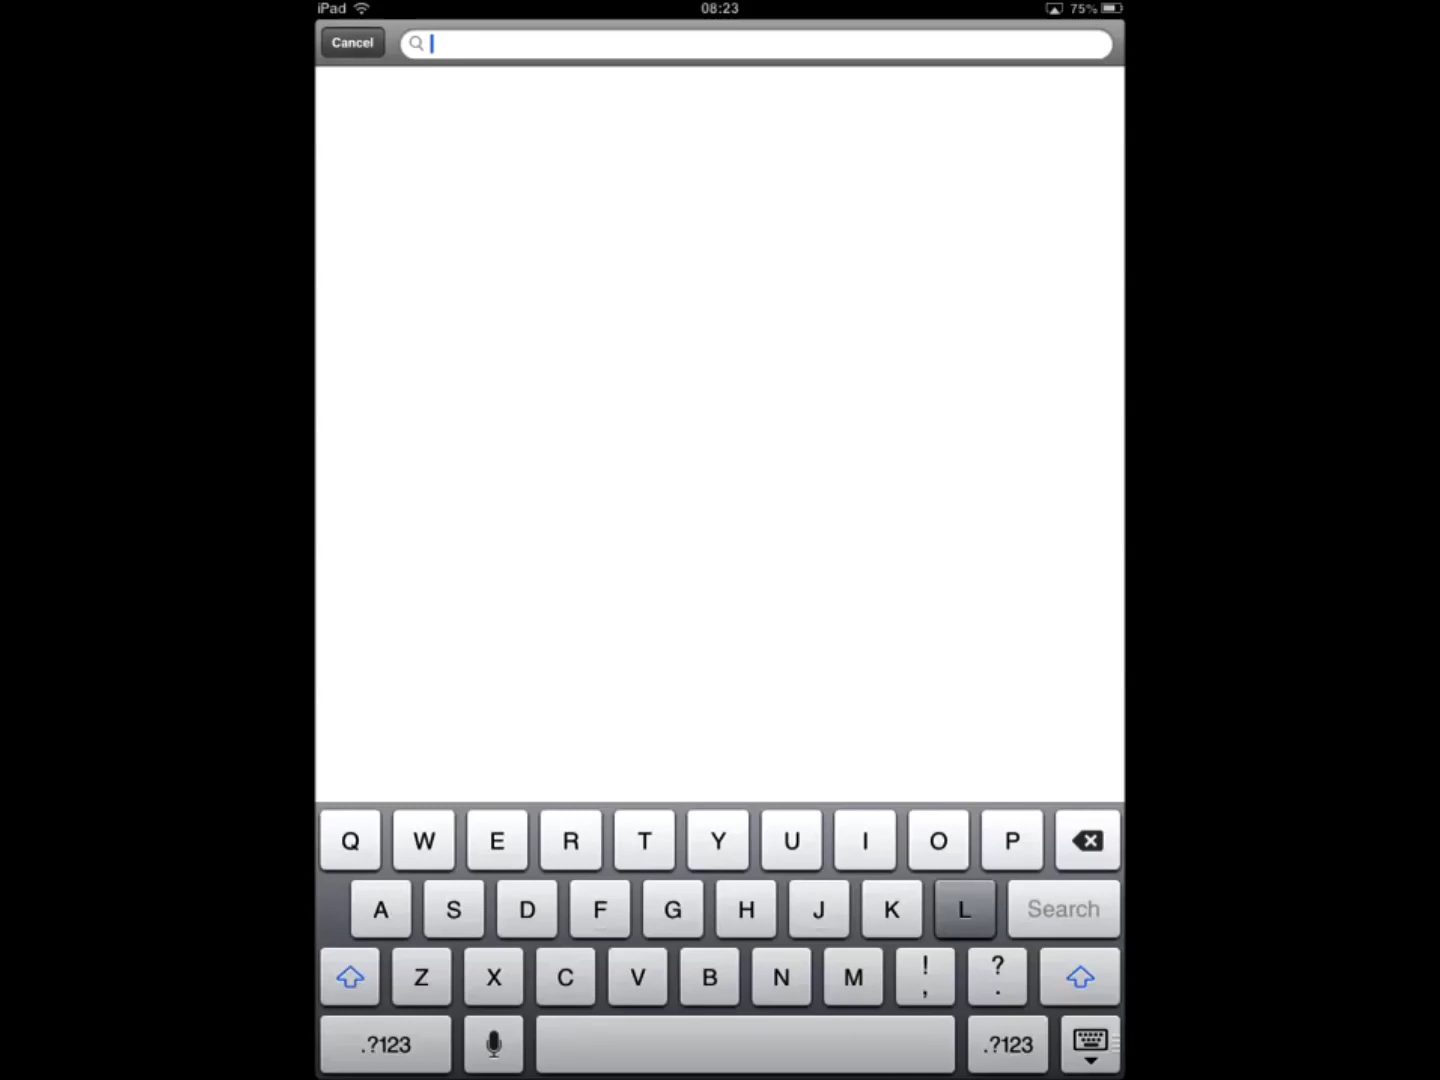 iPad 08:23 75%
Cancel
Q W E R T Y U I O P
A S D F G H J K L Search
Z X C V B N M ! , ? .
.?123 .?123